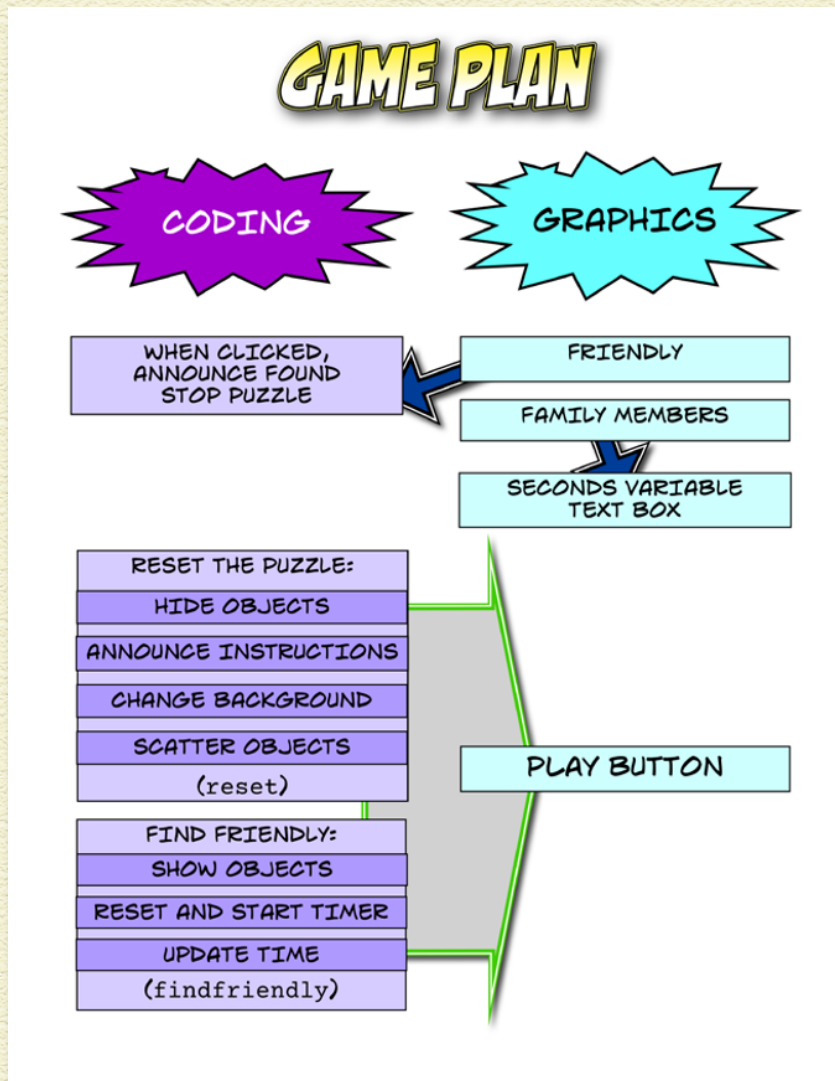 GAME PLAN
CODING
GRAPHICS
WHEN CLICKED,
ANNOUNCE FOUND
STOP PUZZLE
FRIENDLY
FAMILY MEMBERS
SECONDS VARIABLE
TEXT BOX
RESET THE PUZZLE:
HIDE OBJECTS
ANNOUNCE INSTRUCTIONS
CHANGE BACKGROUND
SCATTER OBJECTS
(reset)
PLAY BUTTON
FIND FRIENDLY:
SHOW OBJECTS
RESET AND START TIMER
UPDATE TIME
(findfriendly)